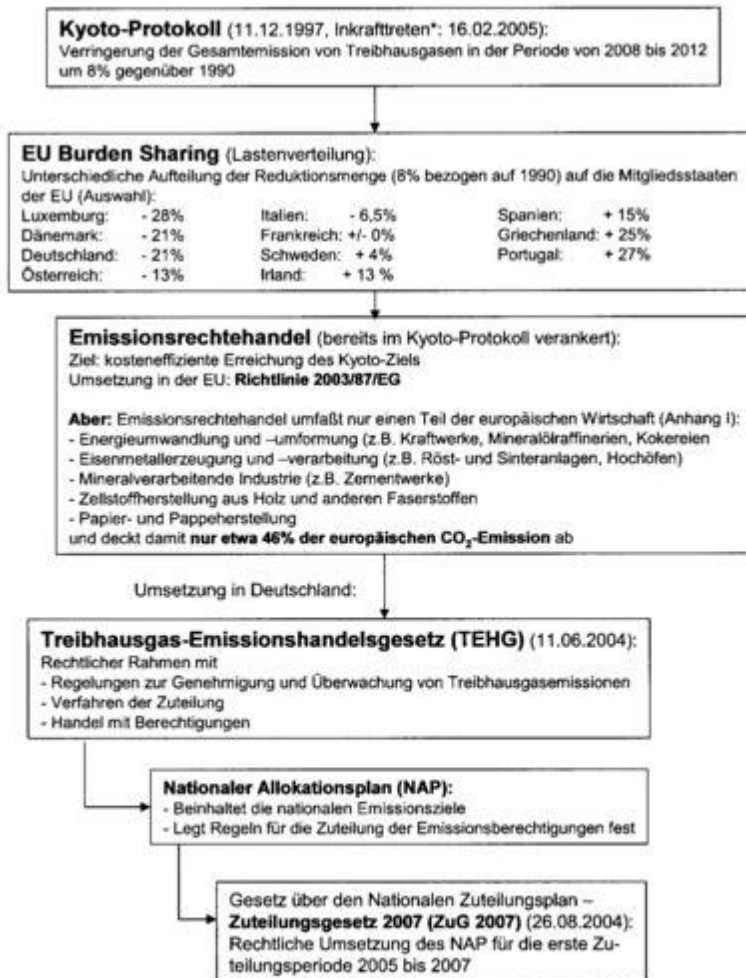 Kyoto-Protokoll (11.12.1997, Inkrafttreten*: 16.02.2005):
Verringerung der Gesamtemission von Treibhausgasen in der Periode von 2008 bis 2012
um 8% gegenüber 1990
EU Burden Sharing (Lastenverteilung):
Unterschiedliche Aufteilung der Reduktionsmenge (8% bezogen auf 1990) auf die Mitgliedsstaaten
der EU (Auswahl):
Luxemburg: - 28% Italien: - 6,5% Spanien: + 15%
Dänemark: - 21% Frankreich: +/- 0% Griechenland: + 25%
Deutschland: - 21% Schweden: + 4% Portugal: + 27%
Österreich: - 13% Irland: + 13 %
Emissionsrechtehandel (bereits im Kyoto-Protokoll verankert):
Ziel: kosteneffiziente Erreichung des Kyoto-Ziels
Umsetzung in der EU: Richtlinie 2003/87/EG
Aber: Emissionsrechtehandel umfaßt nur einen Teil der europäischen Wirtschaft (Anhang I):
- Energieumwandlung und –umformung (z.B. Kraftwerke, Mineralölraffinerien, Kokereien
- Eisenmetallerzeugung und –verarbeitung (z.B. Röst- und Sinteranlagen, Hochöfen)
- Mineralverarbeitende Industrie (z.B. Zementwerke)
- Zellstoffherstellung aus Holz und anderen Faserstoffen
- Papier- und Pappeherstellung
und deckt damit nur etwa 46% der europäischen CO₂-Emission ab
Umsetzung in Deutschland:
Treibhausgas-Emissionshandelsgesetz (TEHG) (11.06.2004):
Rechtlicher Rahmen mit
- Regelungen zur Genehmigung und Überwachung von Treibhausgasemissionen
- Verfahren der Zuteilung
- Handel mit Berechtigungen
Nationaler Allokationsplan (NAP):
- Beinhaltet die nationalen Emissionsziele
- Legt Regeln für die Zuteilung der Emissionsberechtigungen fest
Gesetz über den Nationalen Zuteilungsplan –
Zuteilungsgesetz 2007 (ZuG 2007) (26.08.2004):
Rechtliche Umsetzung des NAP für die erste Zu-
teilungsperiode 2005 bis 2007